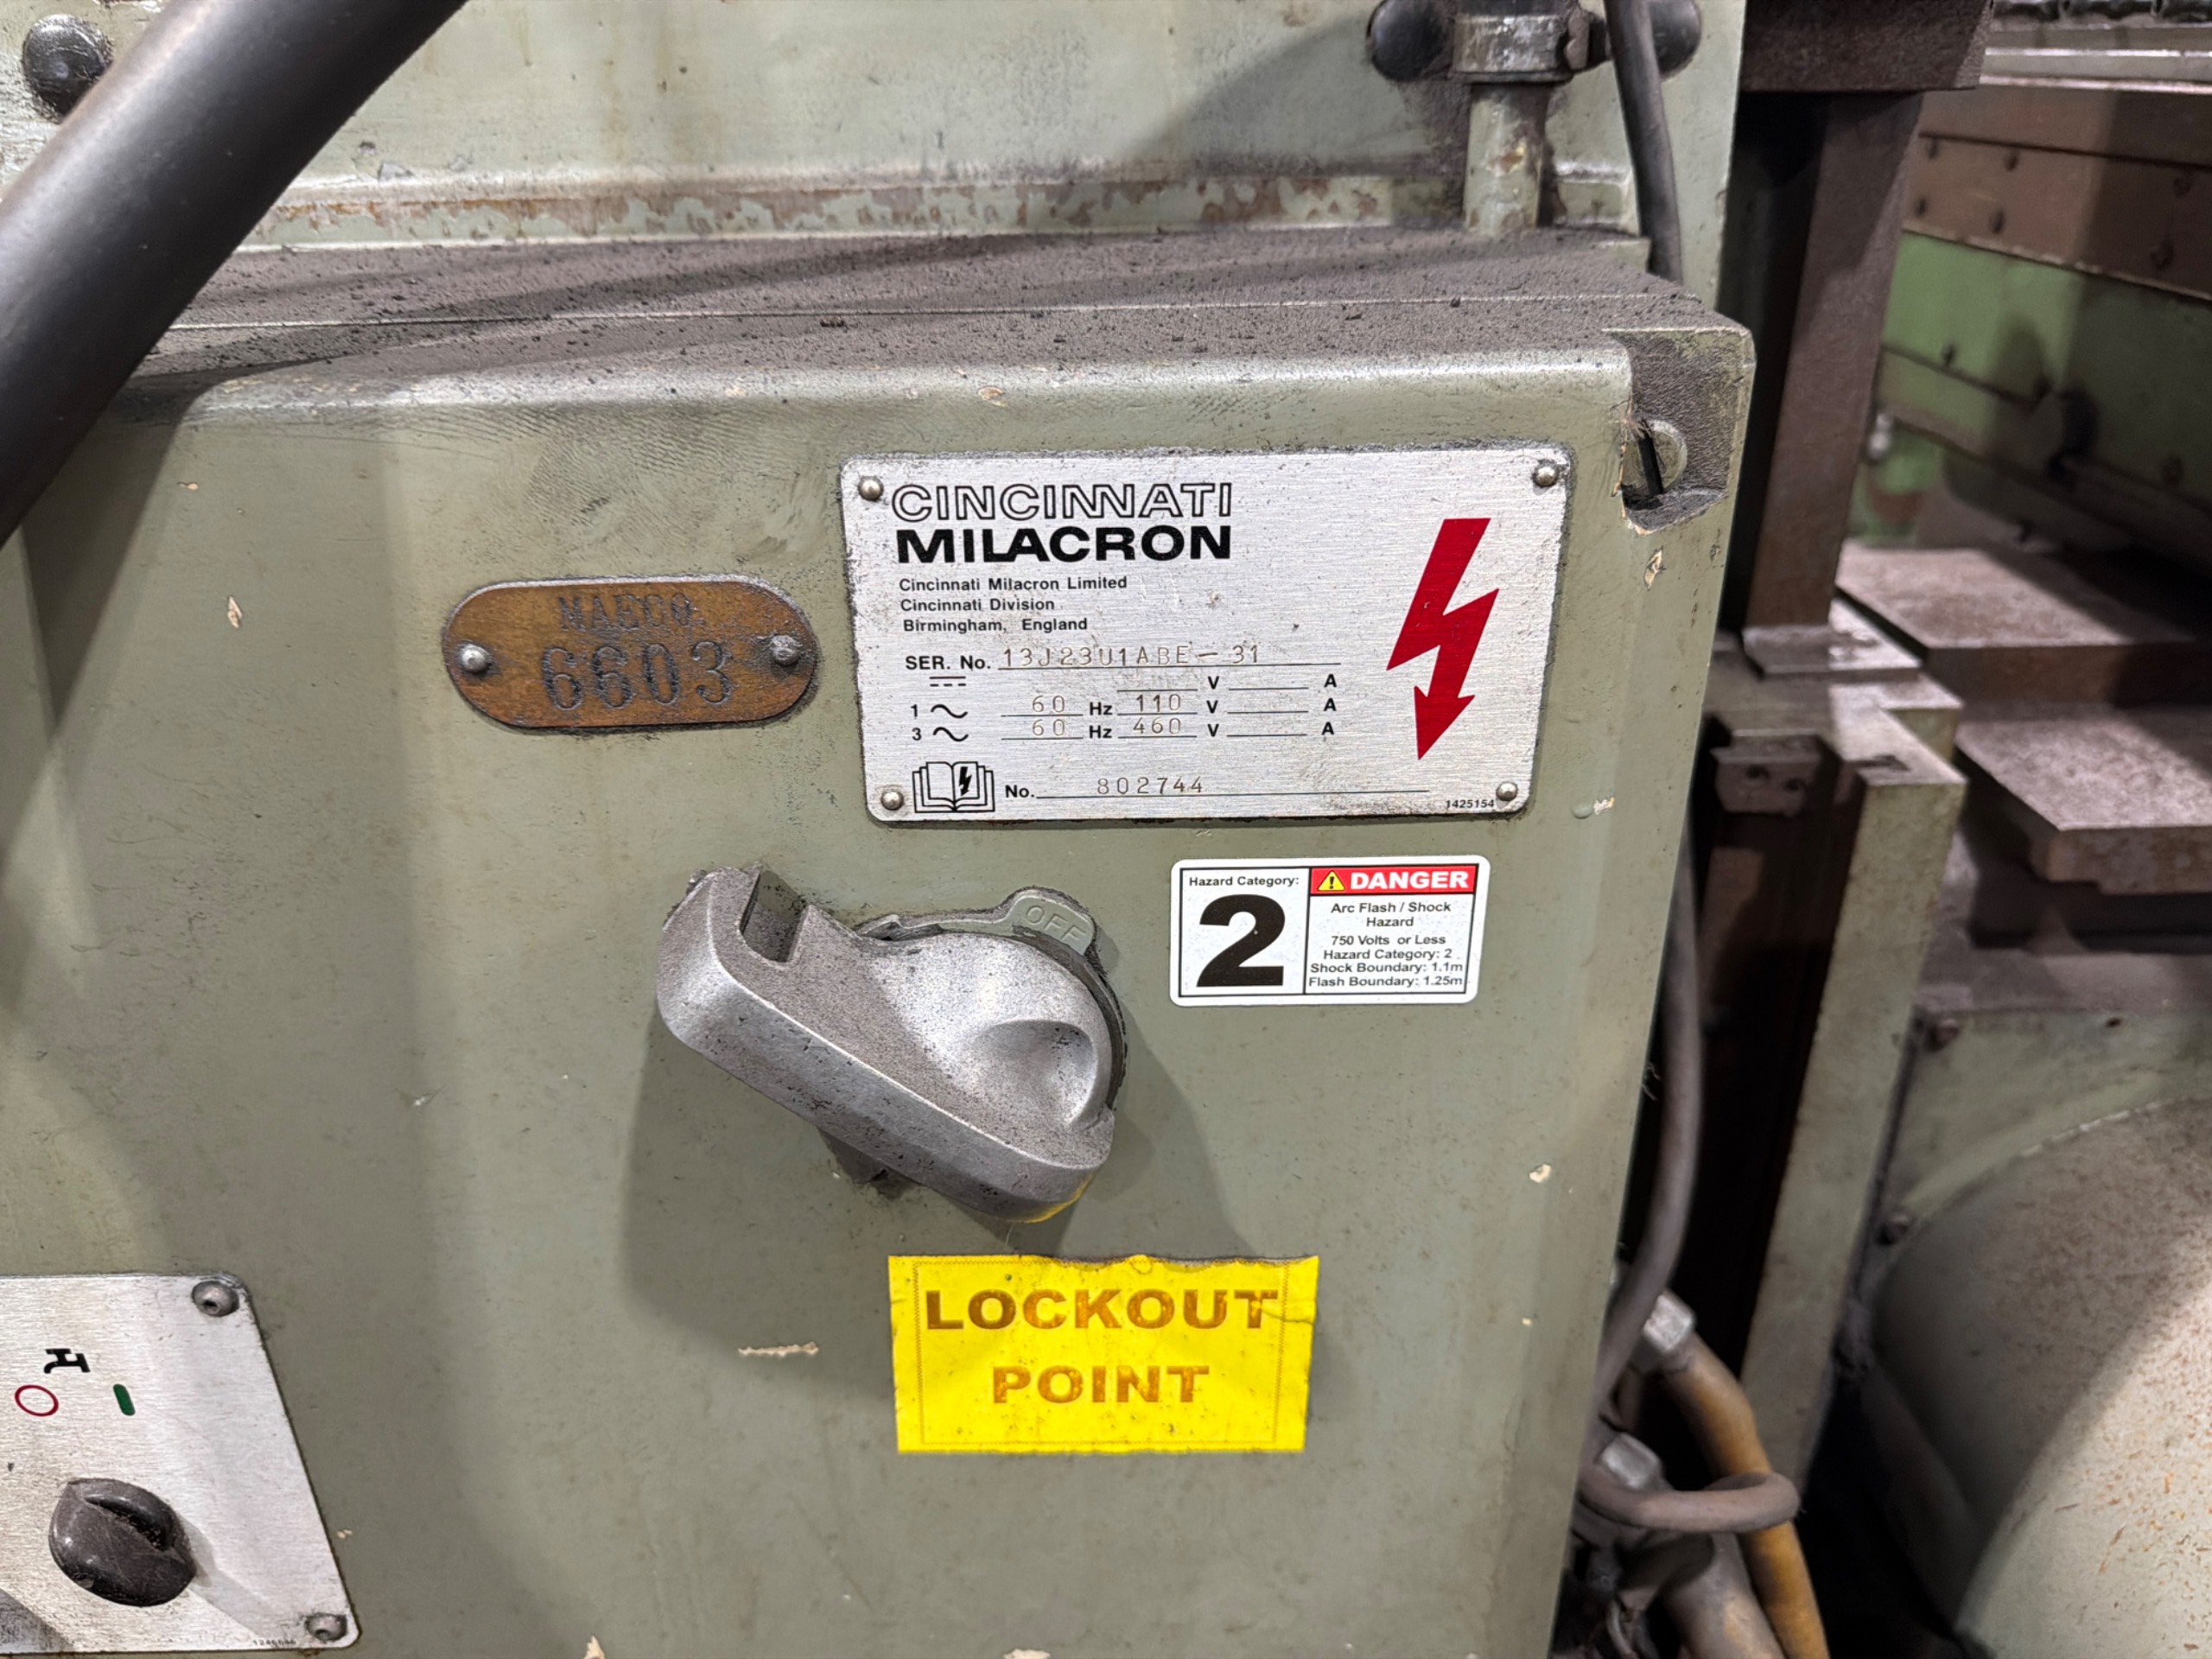 CINCINNATI
MILACRON
Cincinnati Milacron Limited
Cincinnati Division
Birmingham, England
SER. No. 13J23U1ABE - 31
V A
1 60 Hz 110 V A
3 60 Hz 460 V A
No. 802744
1425154
MAECO.
6603
OFF
Hazard Category:
2
DANGER
Arc Flash / Shock
Hazard
750 Volts or Less
Hazard Category: 2
Shock Boundary: 1.1m
Flash Boundary: 1.25m
LOCKOUT
POINT